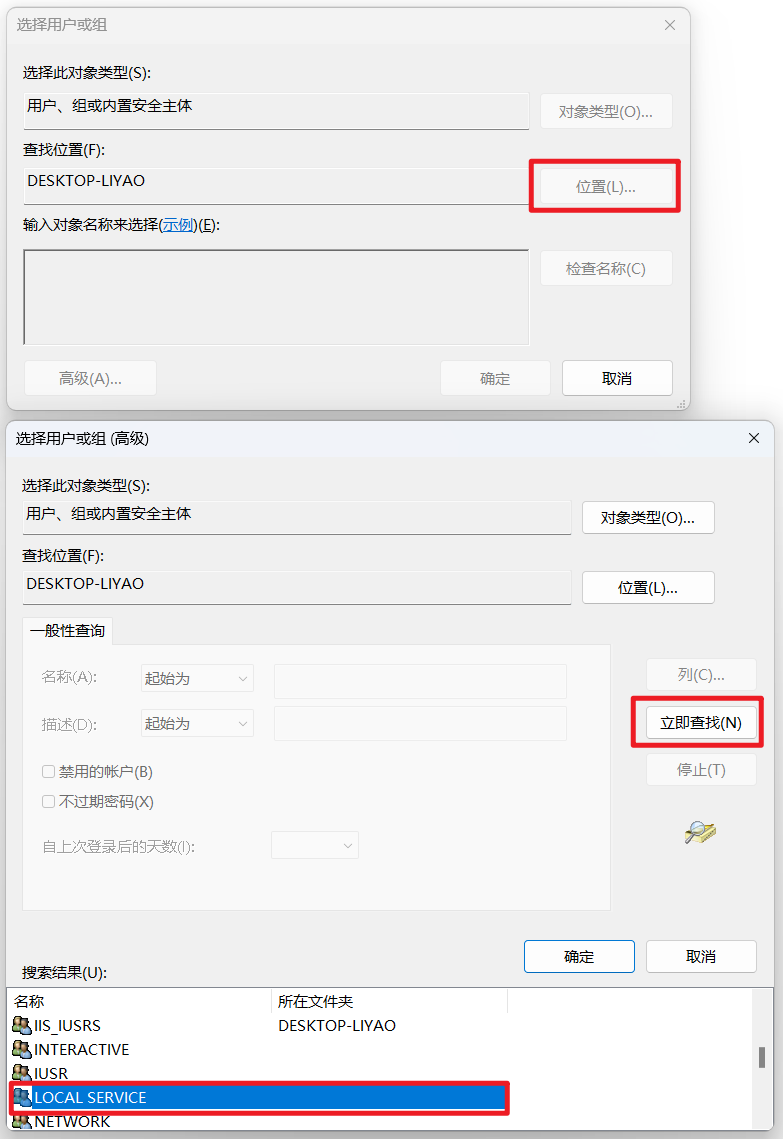 选择用户或组
选择此对象类型(S):
用户、组或内置安全主体
对象类型(O)...
查找位置(F):
DESKTOP-LIYAO
位置(L)...
输入对象名称来选择(示例)(E):
检查名称(C)
高级(A)...
确定
取消
选择用户或组 (高级)
选择此对象类型(S):
用户、组或内置安全主体
对象类型(O)...
查找位置(F):
DESKTOP-LIYAO
位置(L)...
一般性查询
名称(A):
起始为
列(C)...
描述(D):
起始为
立即查找(N)
停止(T)
禁用的帐户(B)
不过期密码(X)
自上次登录后的天数(I):
确定
取消
搜索结果(U):
名称 所在文件夹
IIS_IUSRS DESKTOP-LIYAO
INTERACTIVE
IUSR
LOCAL SERVICE
NETWORK